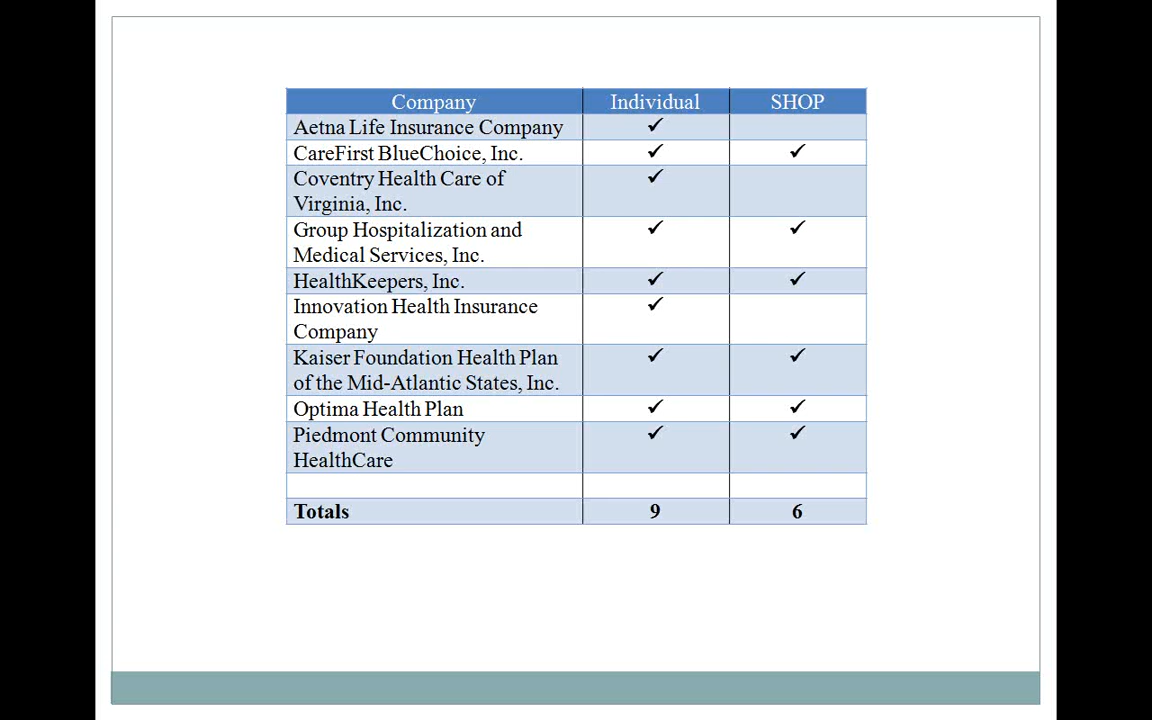 Company Individual SHOP
Aetna Life Insurance Company ✓
CareFirst BlueChoice, Inc. ✓ ✓
Coventry Health Care of ✓
Virginia, Inc.
Group Hospitalization and ✓ ✓
Medical Services, Inc.
HealthKeepers, Inc. ✓ ✓
Innovation Health Insurance ✓
Company
Kaiser Foundation Health Plan ✓ ✓
of the Mid-Atlantic States, Inc.
Optima Health Plan ✓ ✓
Piedmont Community ✓ ✓
HealthCare
Totals 9 6